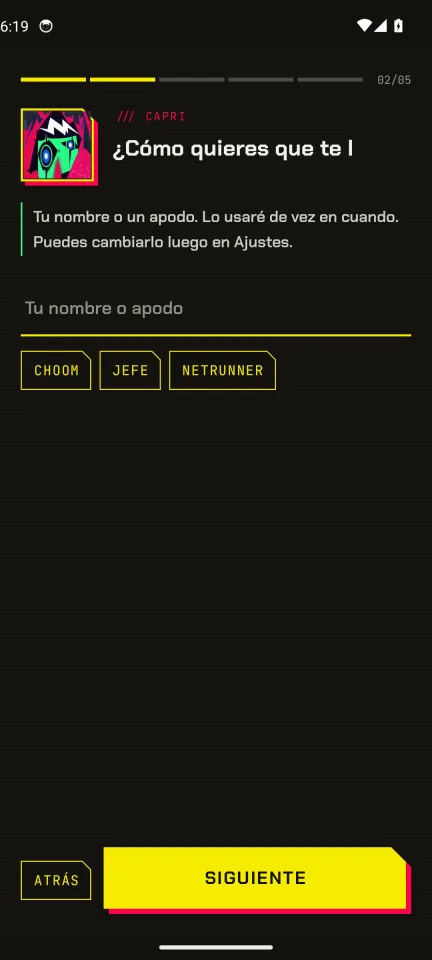 6:19
02/05
/// CAPRI
¿Cómo quieres que te l
Tu nombre o un apodo. Lo usaré de vez en cuando.
Puedes cambiarlo luego en Ajustes.
Tu nombre o apodo
CHOOM JEFE NETRUNNER
ATRÁS SIGUIENTE